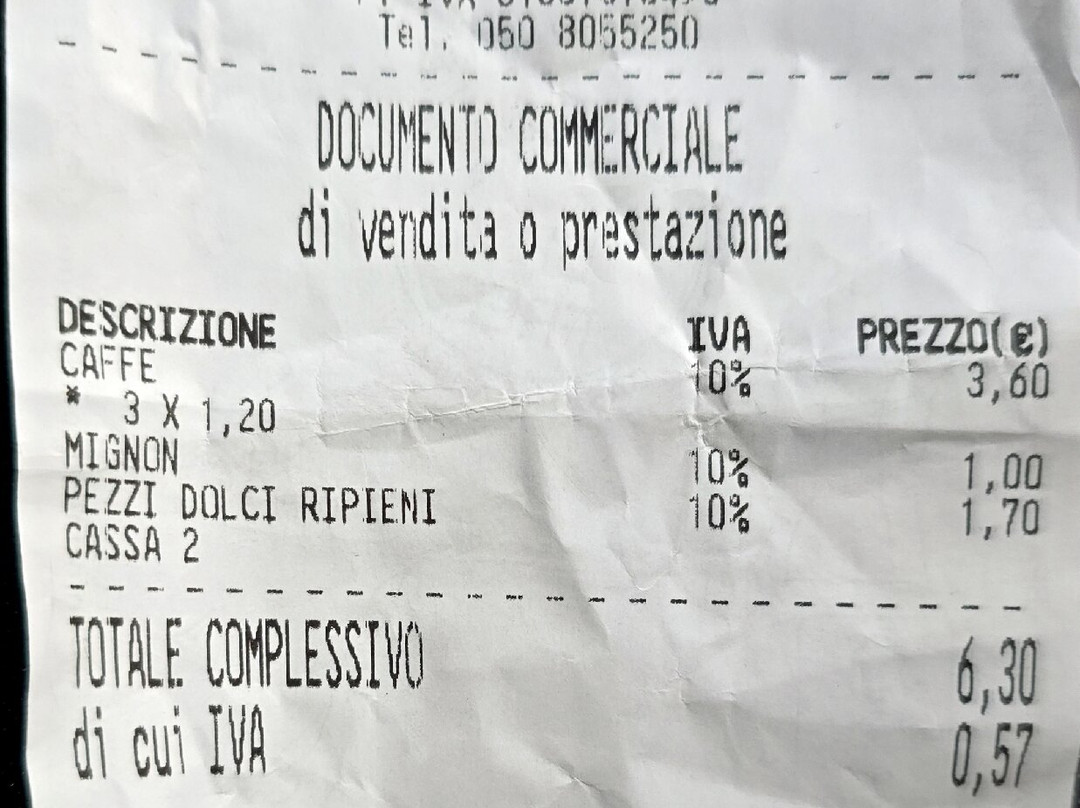 Tel. 050 8055250
DOCUMENTO COMMERCIALE
di vendita o prestazione
DESCRIZIONE IVA PREZZO(€)
CAFFE 10% 3,60
* 3 X 1,20
MIGNON 10% 1,00
PEZZI DOLCI RIPIENI 10% 1,70
CASSA 2
TOTALE COMPLESSIVO 6,30
di cui IVA 0,57